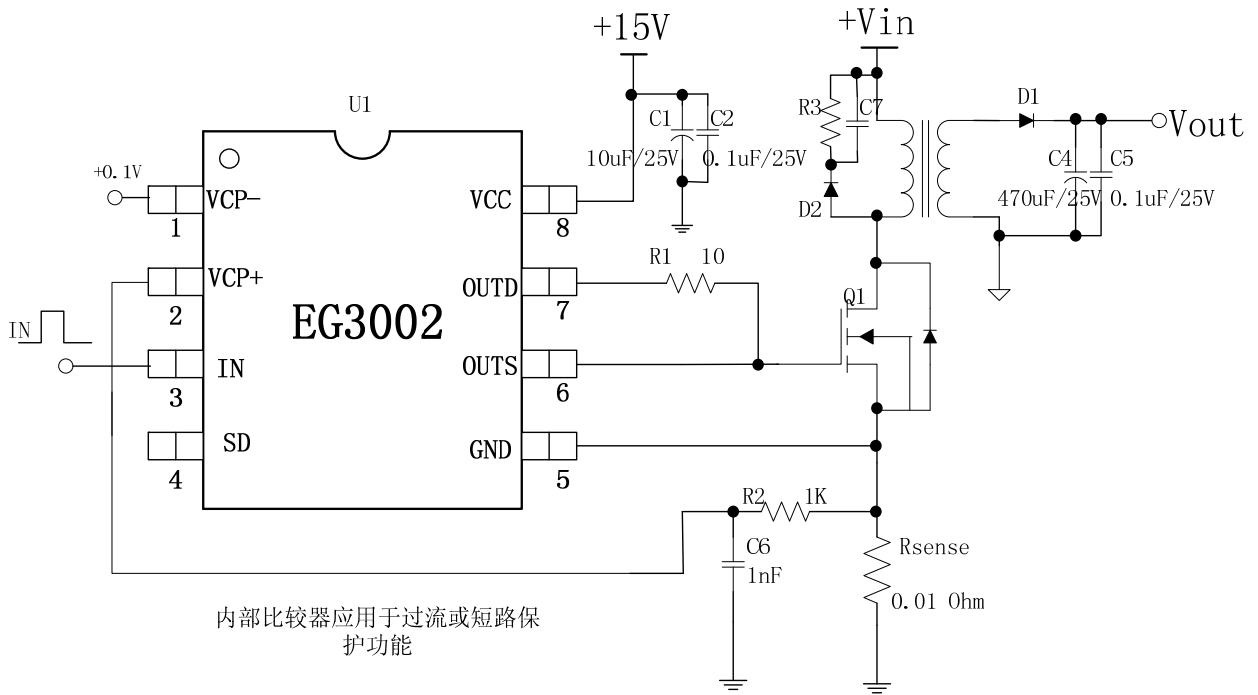 +15V
+Vin
U1
C1
C2
10uF/25V
0.1uF/25V
R3
C7
D2
D1
Vout
C4
C5
470uF/25V
0.1uF/25V
+0.1V
VCP-
1
VCC
8
VCP+
2
OUTD
7
R1
10
EG3002
IN
IN
3
OUTS
6
Q1
SD
4
GND
5
R2
1K
C6
1nF
Rsense
0.01 Ohm
内部比较器应用于过流或短路保
护功能